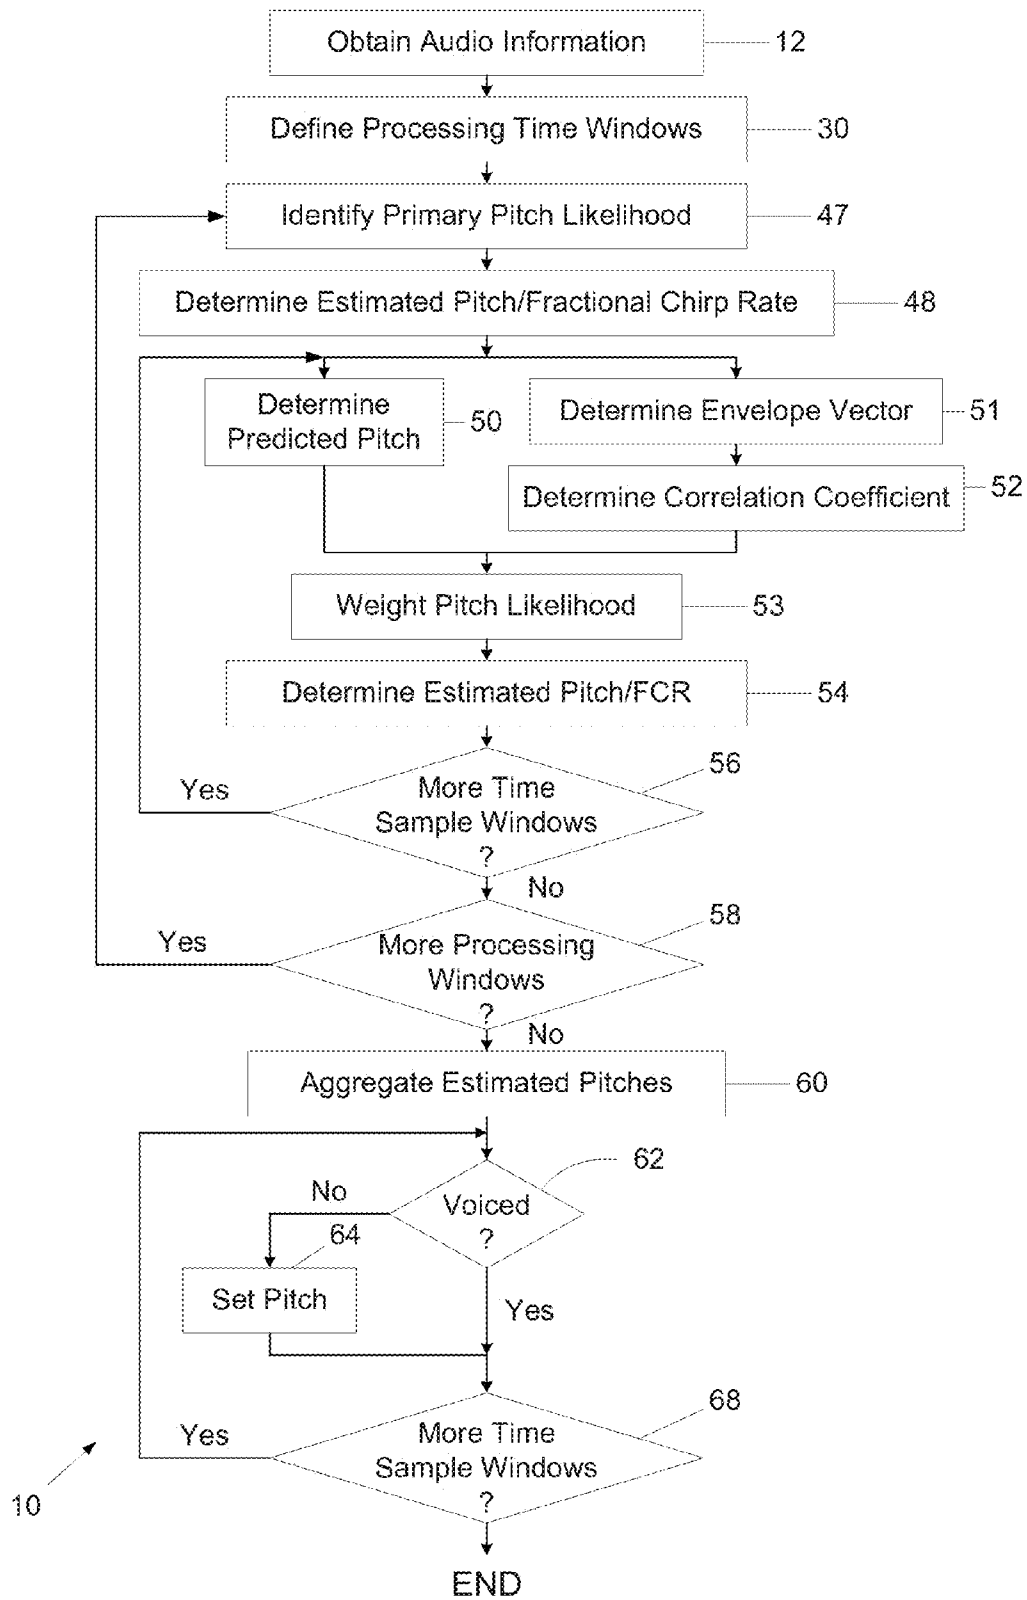 Obtain Audio Information
12
Define Processing Time Windows
30
Identify Primary Pitch Likelihood
47
Determine Estimated Pitch/Fractional Chirp Rate
48
Determine
Predicted Pitch
50
Determine Envelope Vector
51
Determine Correlation Coefficient
52
Weight Pitch Likelihood
53
Determine Estimated Pitch/FCR
54
More Time
Sample Windows
?
56
Yes
No
More Processing
Windows
?
58
Yes
No
Aggregate Estimated Pitches
60
Voiced
?
62
No
64
Set Pitch
Yes
More Time
Sample Windows
?
68
Yes
10
END